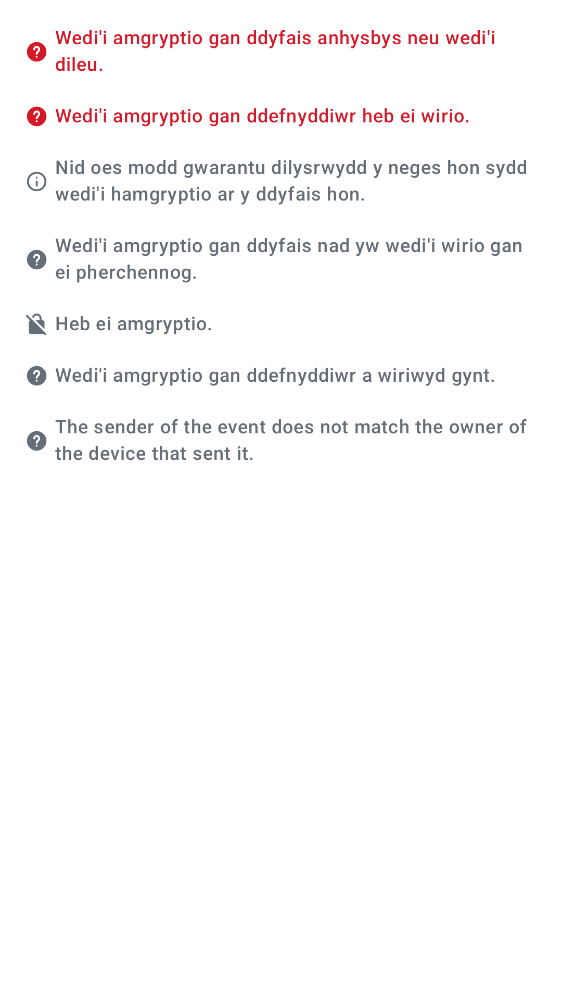 Wedi'i amgryptio gan ddyfais anhysbys neu wedi'i
dileu.
Wedi'i amgryptio gan ddefnyddiwr heb ei wirio.
Nid oes modd gwarantu dilysrwydd y neges hon sydd
wedi'i hamgryptio ar y ddyfais hon.
Wedi'i amgryptio gan ddyfais nad yw wedi'i wirio gan
ei pherchennog.
Heb ei amgryptio.
Wedi'i amgryptio gan ddefnyddiwr a wiriwyd gynt.
The sender of the event does not match the owner of
the device that sent it.